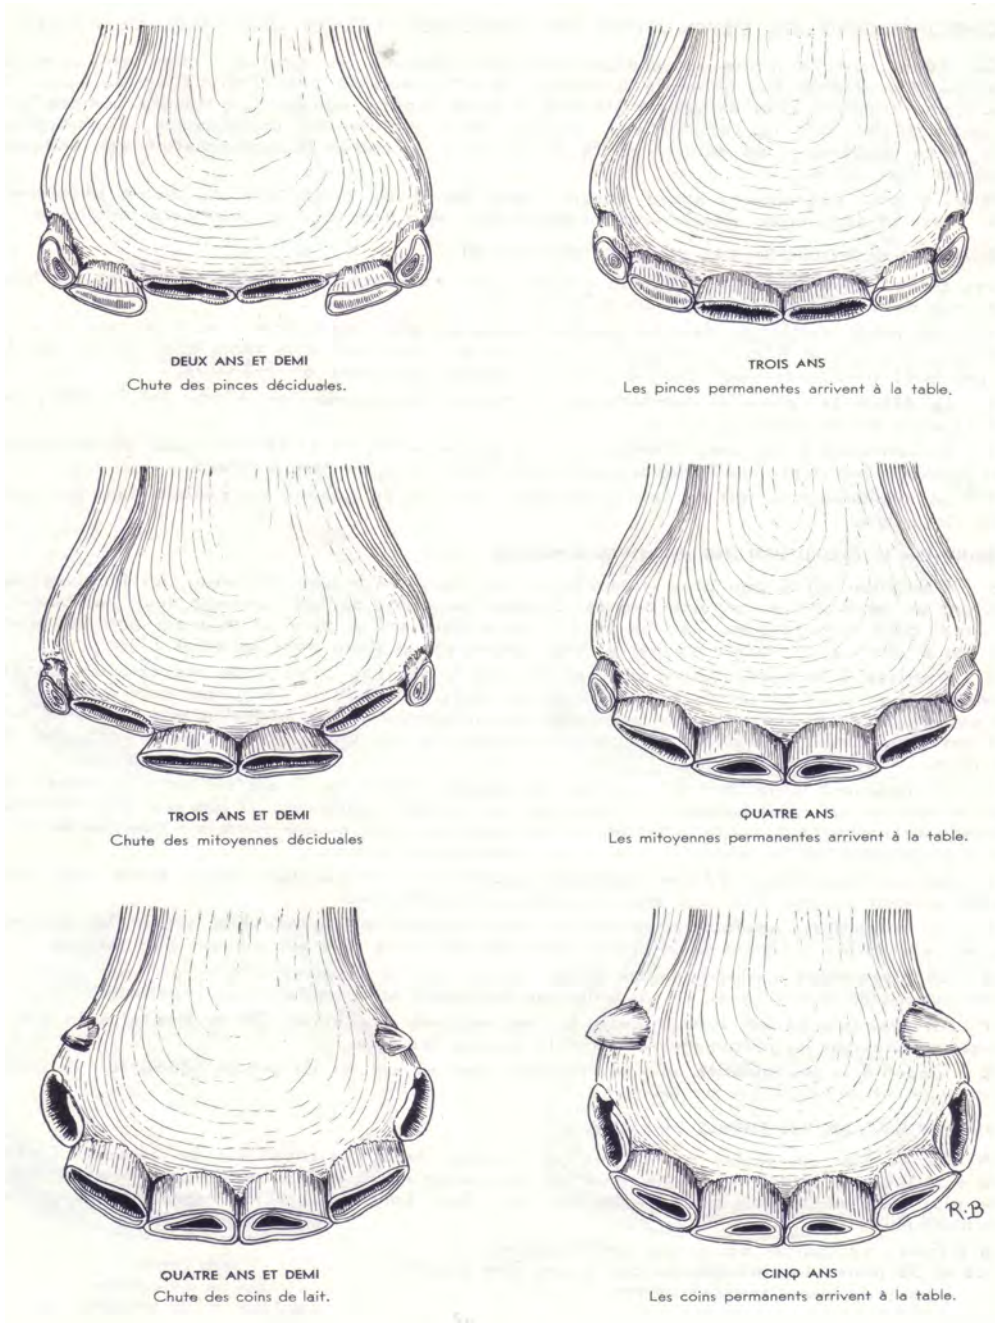 DEUX ANS ET DEMI
Chute des pinces déciduales.
TROIS ANS
Les pinces permanentes arrivent à la table.
TROIS ANS ET DEMI
Chute des mitoyennes déciduales
QUATRE ANS
Les mitoyennes permanentes arrivent à la table.
QUATRE ANS ET DEMI
Chute des coins de lait.
R.B
CINQ ANS
Les coins permanents arrivent à la table.